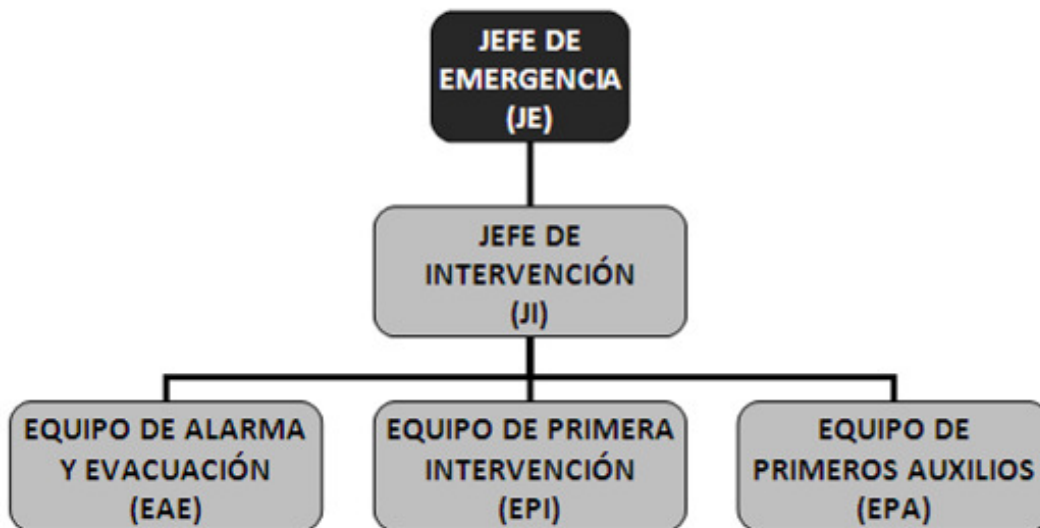 JEFE DE
EMERGENCIA
(JE)
JEFE DE
INTERVENCIÓN
(JI)
EQUIPO DE ALARMA
Y EVACUACIÓN
(EAE)
EQUIPO DE PRIMERA
INTERVENCIÓN
(EPI)
EQUIPO DE
PRIMEROS AUXILIOS
(EPA)